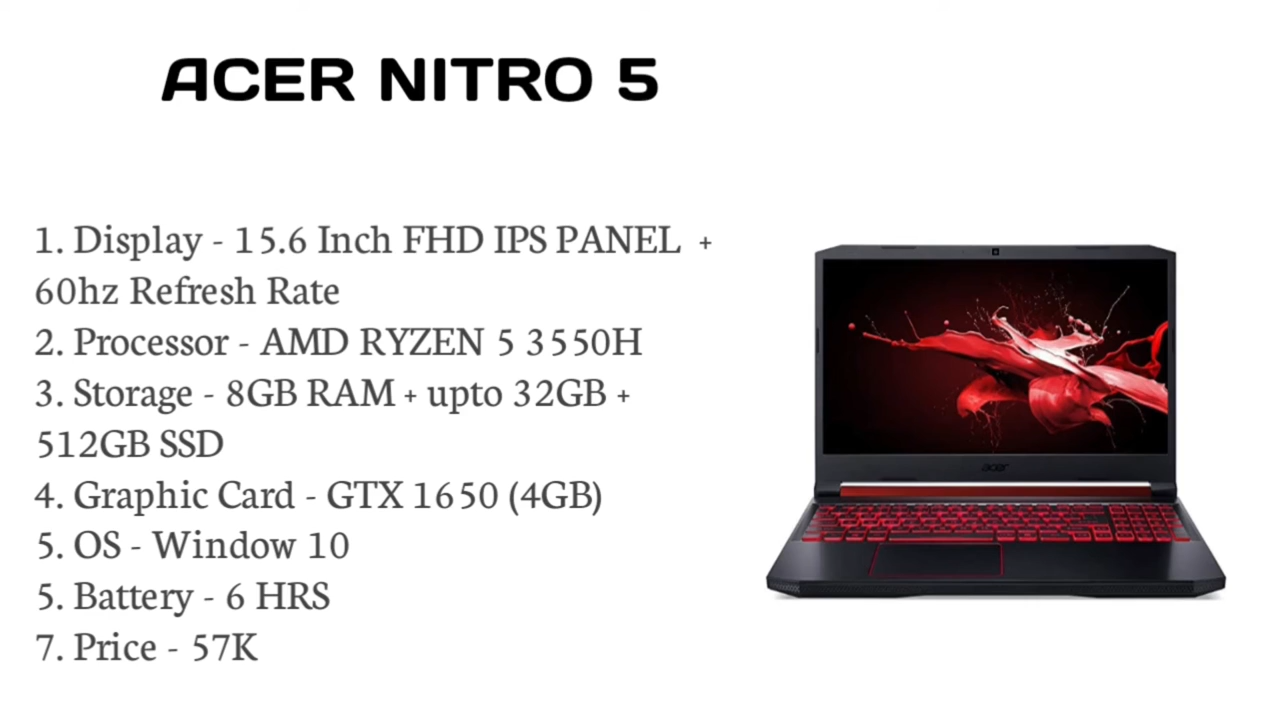 ACER NITRO 5
1. Display - 15.6 Inch FHD IPS PANEL +
60hz Refresh Rate
2. Processor - AMD RYZEN 5 3550H
3. Storage - 8GB RAM + upto 32GB +
512GB SSD
4. Graphic Card - GTX 1650 (4GB)
5. OS - Window 10
5. Battery - 6 HRS
7. Price - 57K
acer